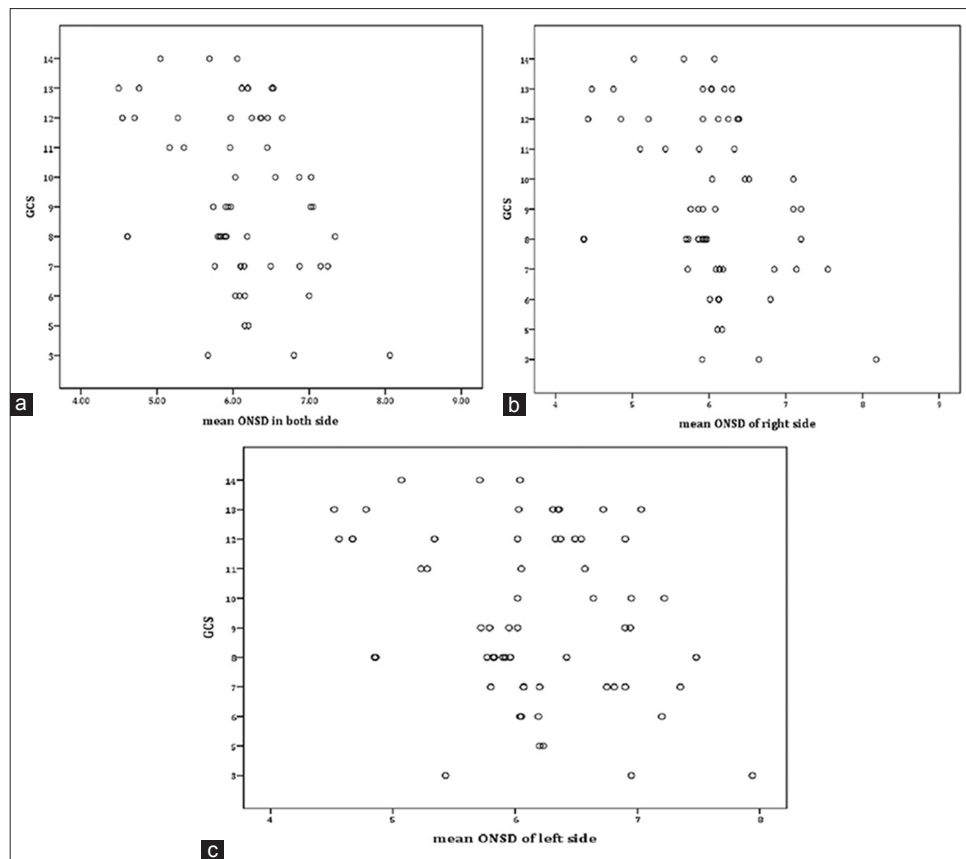 14
13
12
11
10
9
8
7
6
5
3
GCS
4.00 5.00 6.00 7.00 8.00 9.00
mean ONSD in both side
a
14
13
12
11
10
9
8
7
6
5
3
GCS
4 5 6 7 8 9
mean ONSD of right side
b
14
13
12
11
10
9
8
7
6
5
3
GCS
4 5 6 7 8
mean ONSD of left side
c